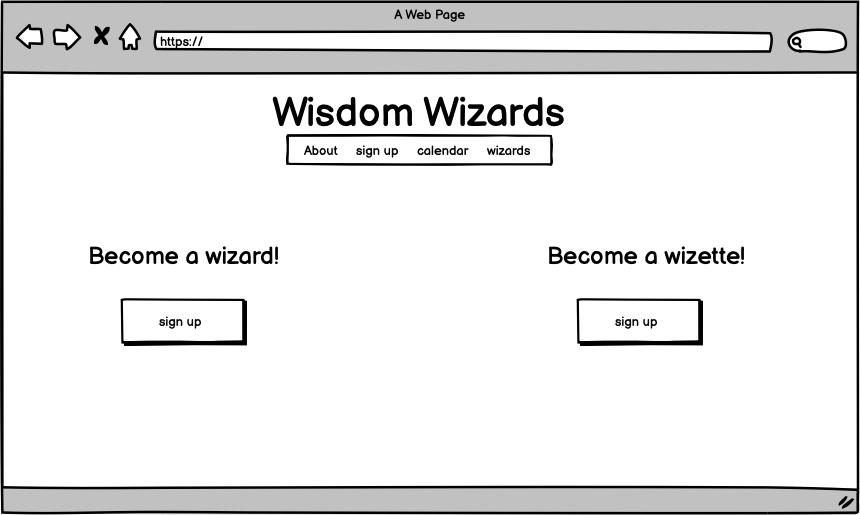 A Web Page
https://
Wisdom Wizards
About sign up calendar wizards
Become a wizard! Become a wizette!
sign up sign up